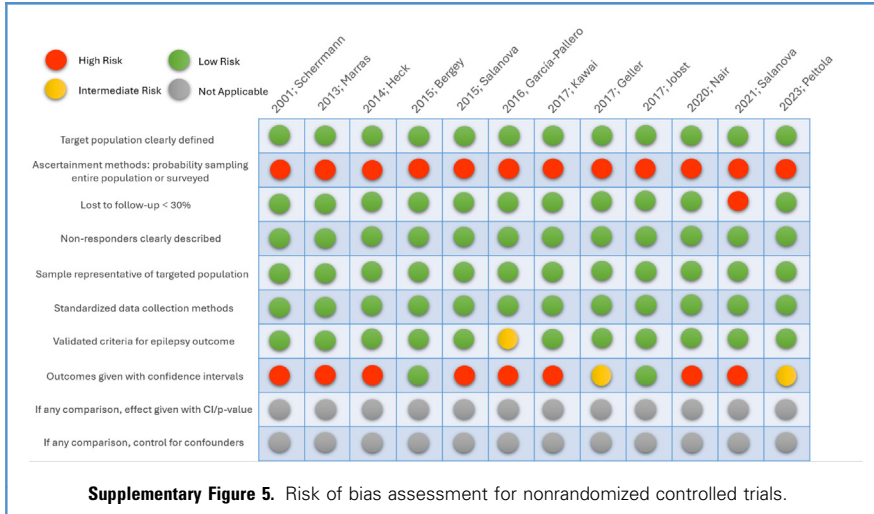 High Risk
Low Risk
Intermediate Risk
Not Applicable
2001; Scherrmann
2013; Marras
2014; Heck
2015; Bergey
2015; Salanova
2016, García-Pallero
2017; Kawai
2017; Geller
2017; Jobst
2020; Nair
2021; Salanova
2023; Peltola
Target population clearly defined
Ascertainment methods: probability sampling
entire population or surveyed
Lost to follow-up < 30%
Non-responders clearly described
Sample representative of targeted population
Standardized data collection methods
Validated criteria for epilepsy outcome
Outcomes given with confidence intervals
If any comparison, effect given with CI/p-value
If any comparison, control for confounders
Supplementary Figure 5. Risk of bias assessment for nonrandomized controlled trials.